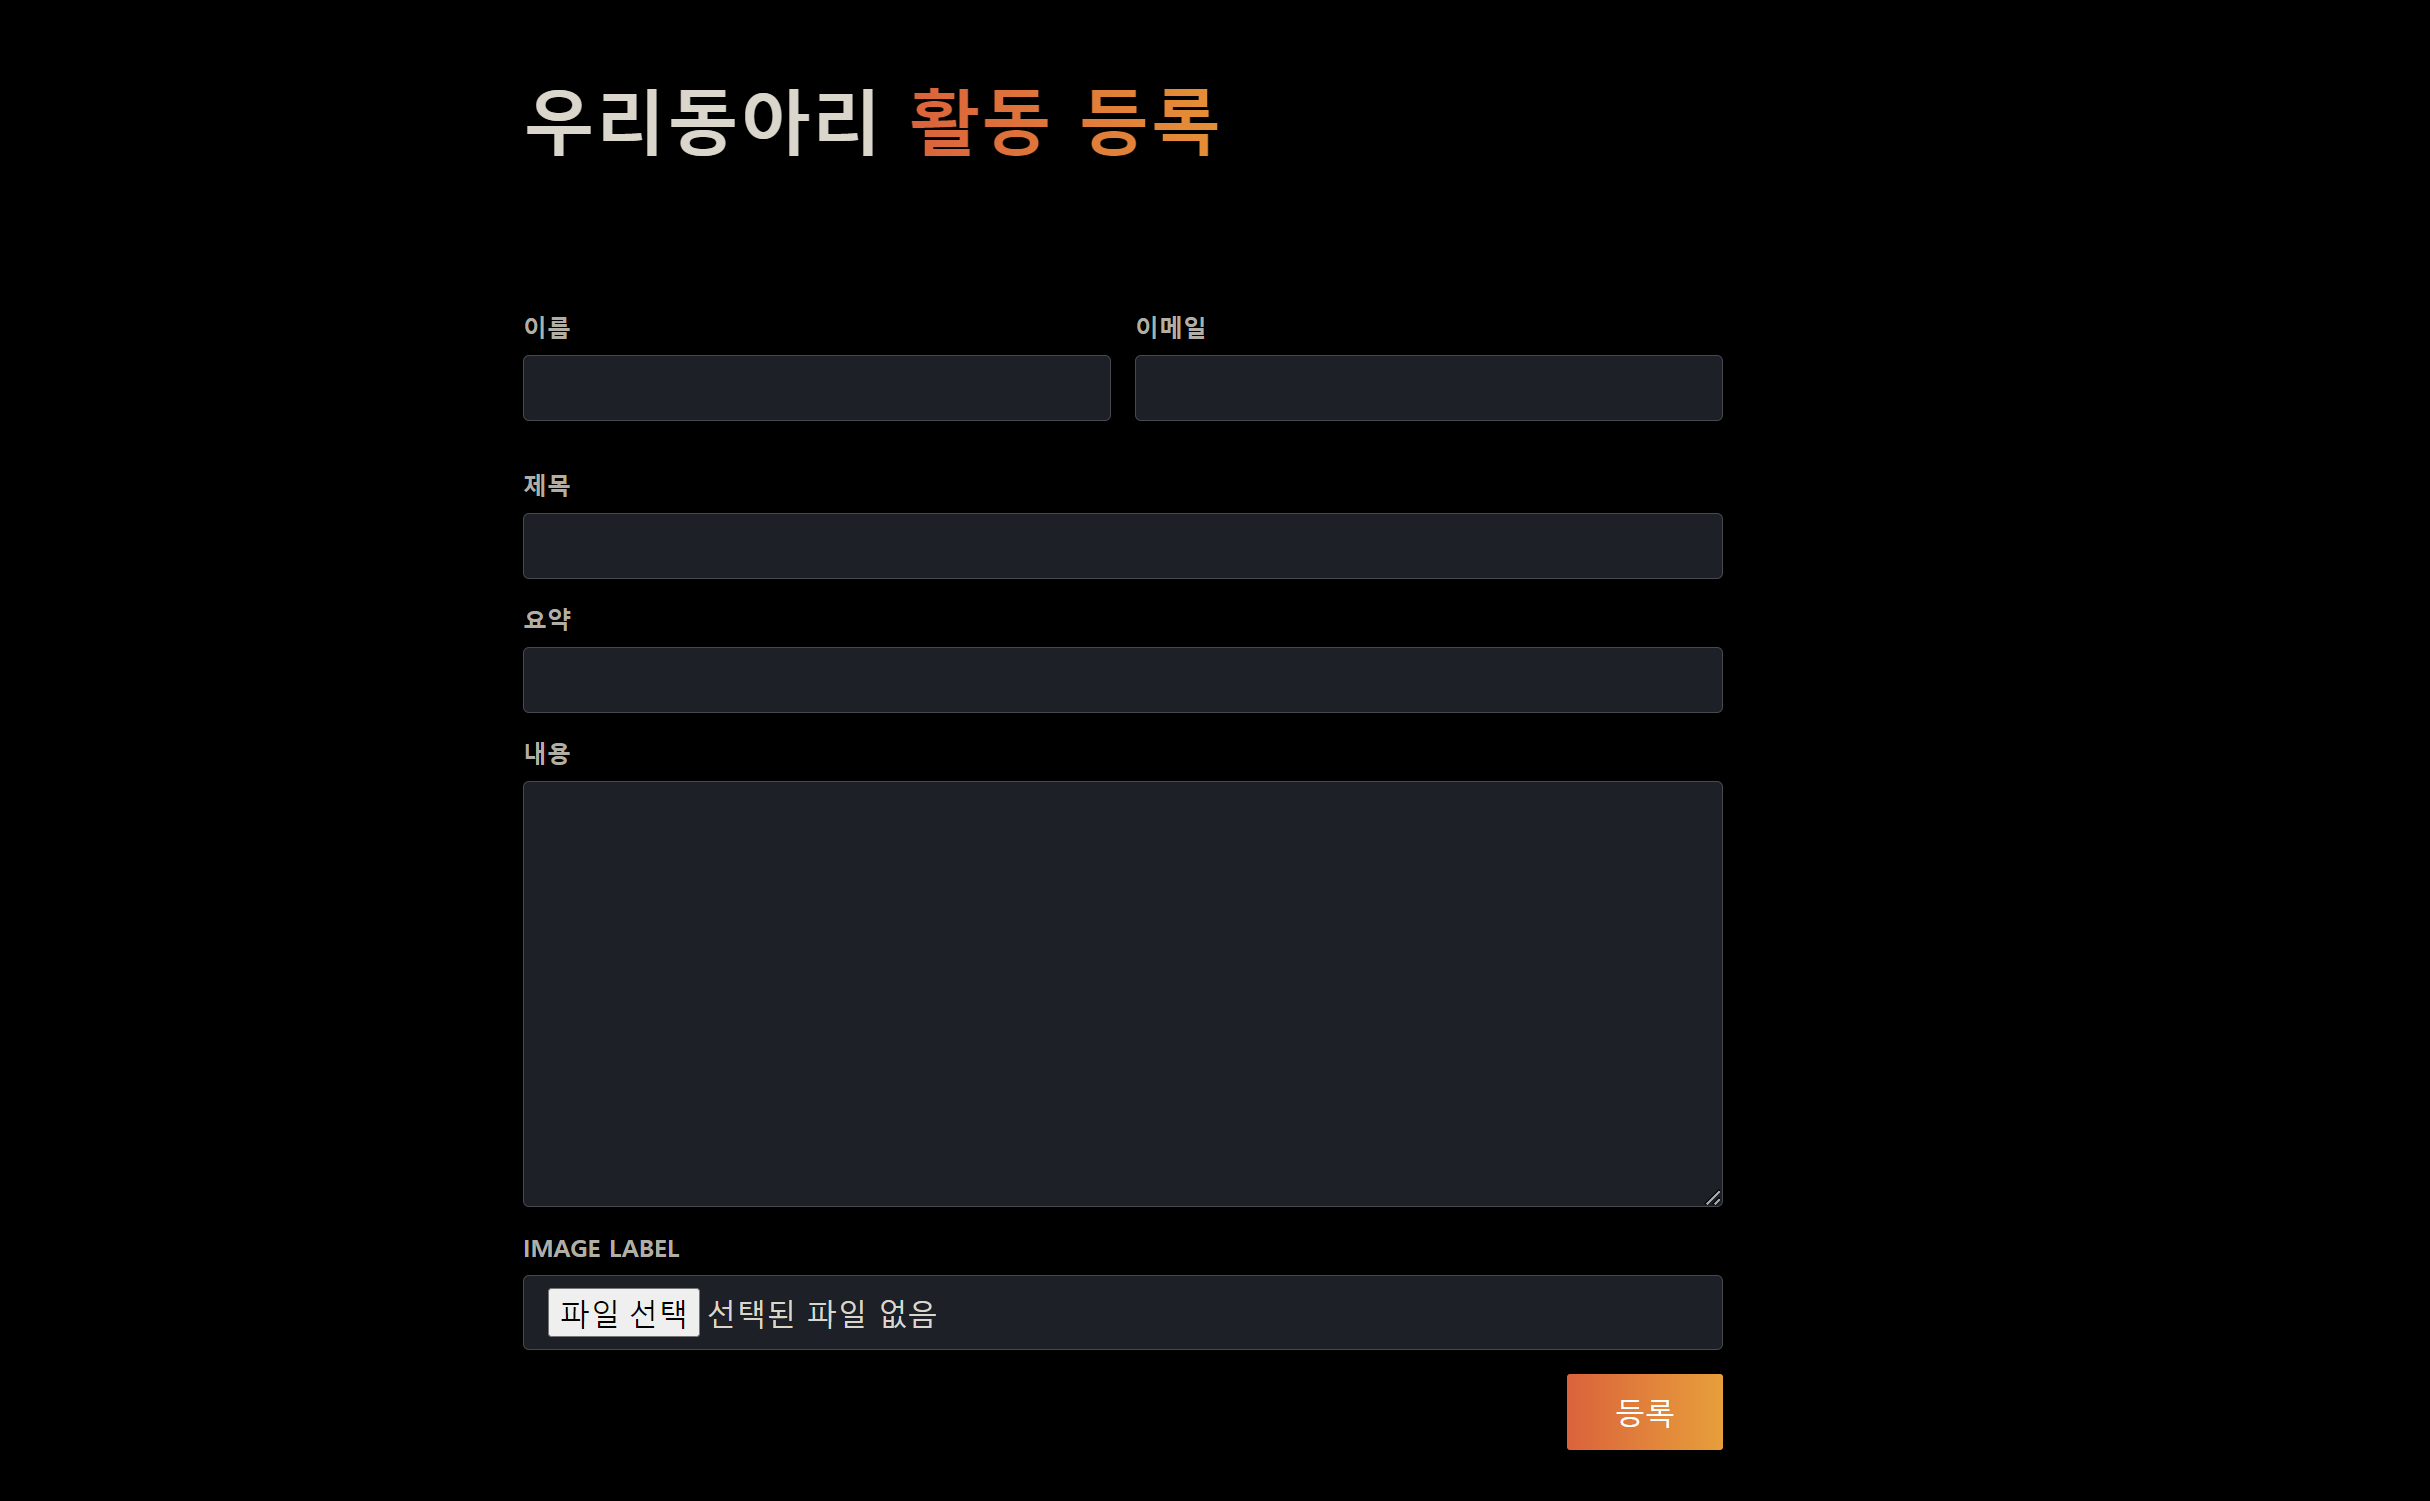 우리동아리 활동 등록
이름 이메일
제목
요약
내용
IMAGE LABEL
파일 선택 선택된 파일 없음
등록